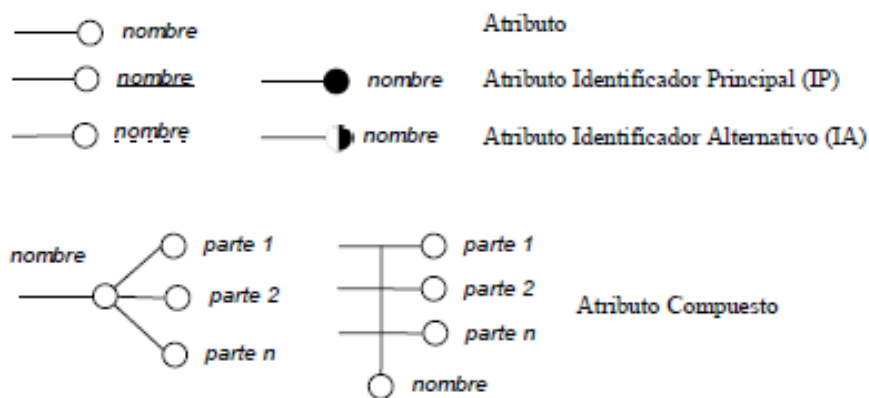 nombre Atributo
nombre nombre Atributo Identificador Principal (IP)
nombre nombre Atributo Identificador Alternativo (IA)
nombre parte 1 parte 1
parte 2 parte 2 Atributo Compuesto
parte n parte n
nombre